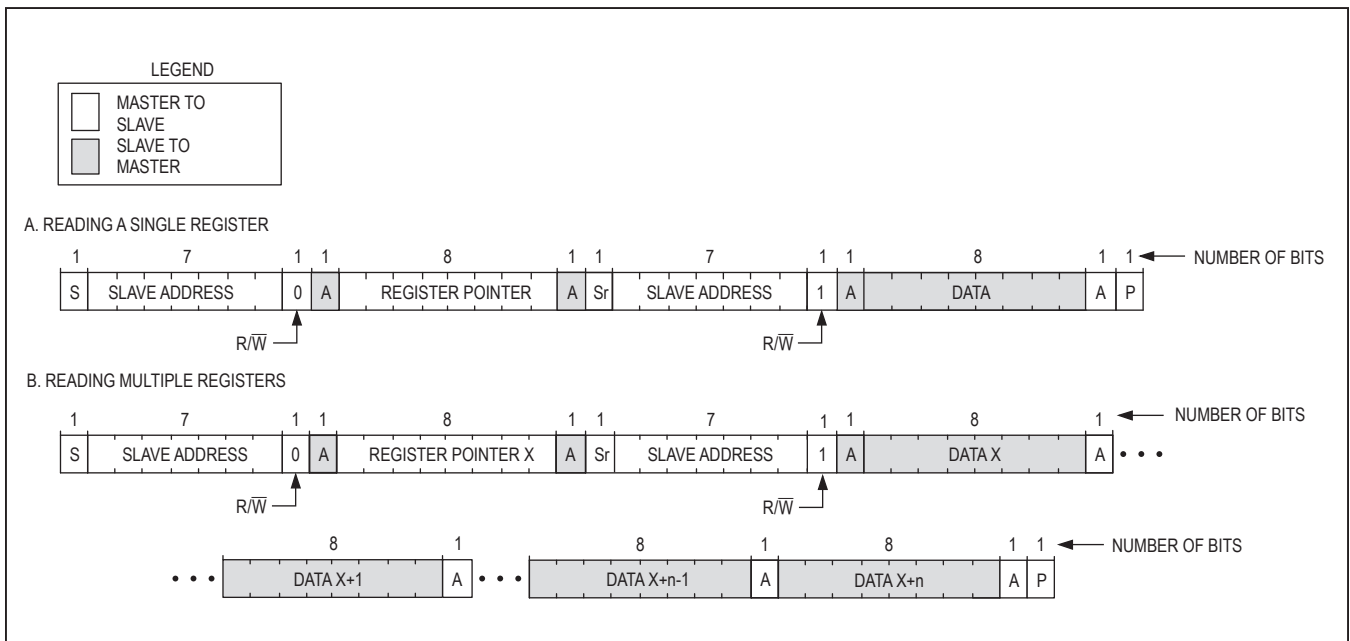 LEGEND
MASTER TO
SLAVE
SLAVE TO
MASTER
A. READING A SINGLE REGISTER
1 7 1 1 8 1 1 7 1 1 8 1 1 NUMBER OF BITS
S SLAVE ADDRESS 0 A REGISTER POINTER A Sr SLAVE ADDRESS 1 A DATA A P
R/W̅ R/W̅
B. READING MULTIPLE REGISTERS
1 7 1 1 8 1 1 7 1 1 8 1 NUMBER OF BITS
S SLAVE ADDRESS 0 A REGISTER POINTER X A Sr SLAVE ADDRESS 1 A DATA X A • • •
R/W̅ R/W̅
8 1 8 1 8 1 1 NUMBER OF BITS
• • • DATA X+1 A • • • DATA X+n-1 A DATA X+n A P